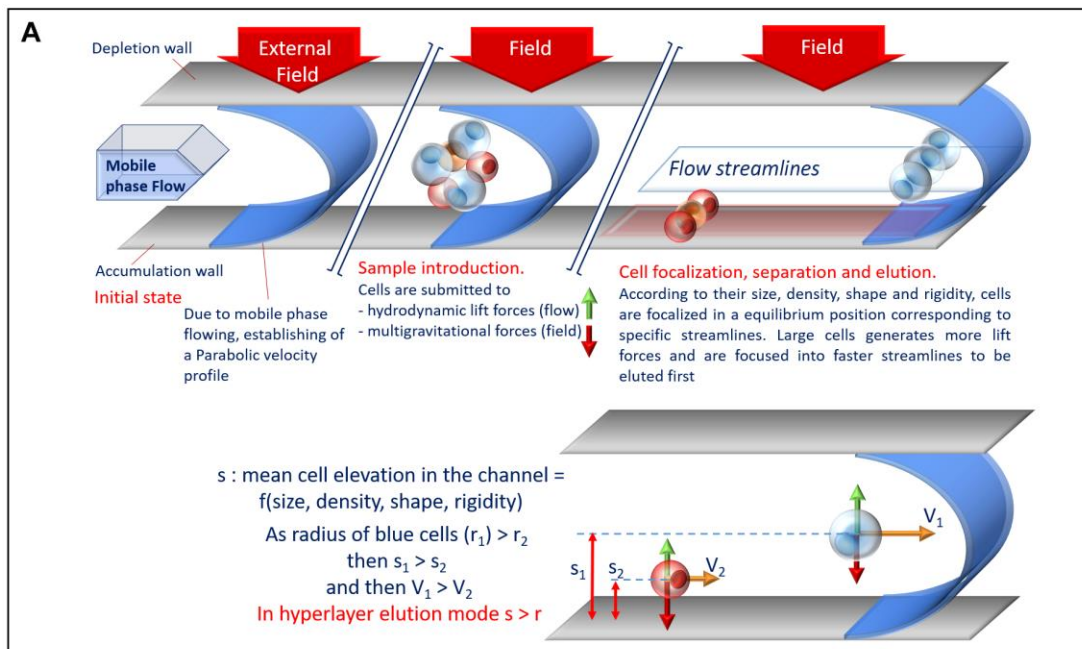 A
Depletion wall
External
Field
Field
Field
Mobile
phase Flow
Flow streamlines
Accumulation wall
Initial state
Due to mobile phase
flowing, establishing of
a Parabolic velocity
profile
Sample introduction.
Cells are submitted to
- hydrodynamic lift forces (flow)
- multigravitational forces (field)
Cell focalization, separation and elution.
According to their size, density, shape and rigidity, cells
are focalized in a equilibrium position corresponding to
specific streamlines. Large cells generates more lift
forces and are focused into faster streamlines to be
eluted first
s : mean cell elevation in the channel =
f(size, density, shape, rigidity)
As radius of blue cells (r₁) > r₂
then s₁ > s₂
and then V₁ > V₂
In hyperlayer elution mode s > r
s₁
s₂
V₂
V₁